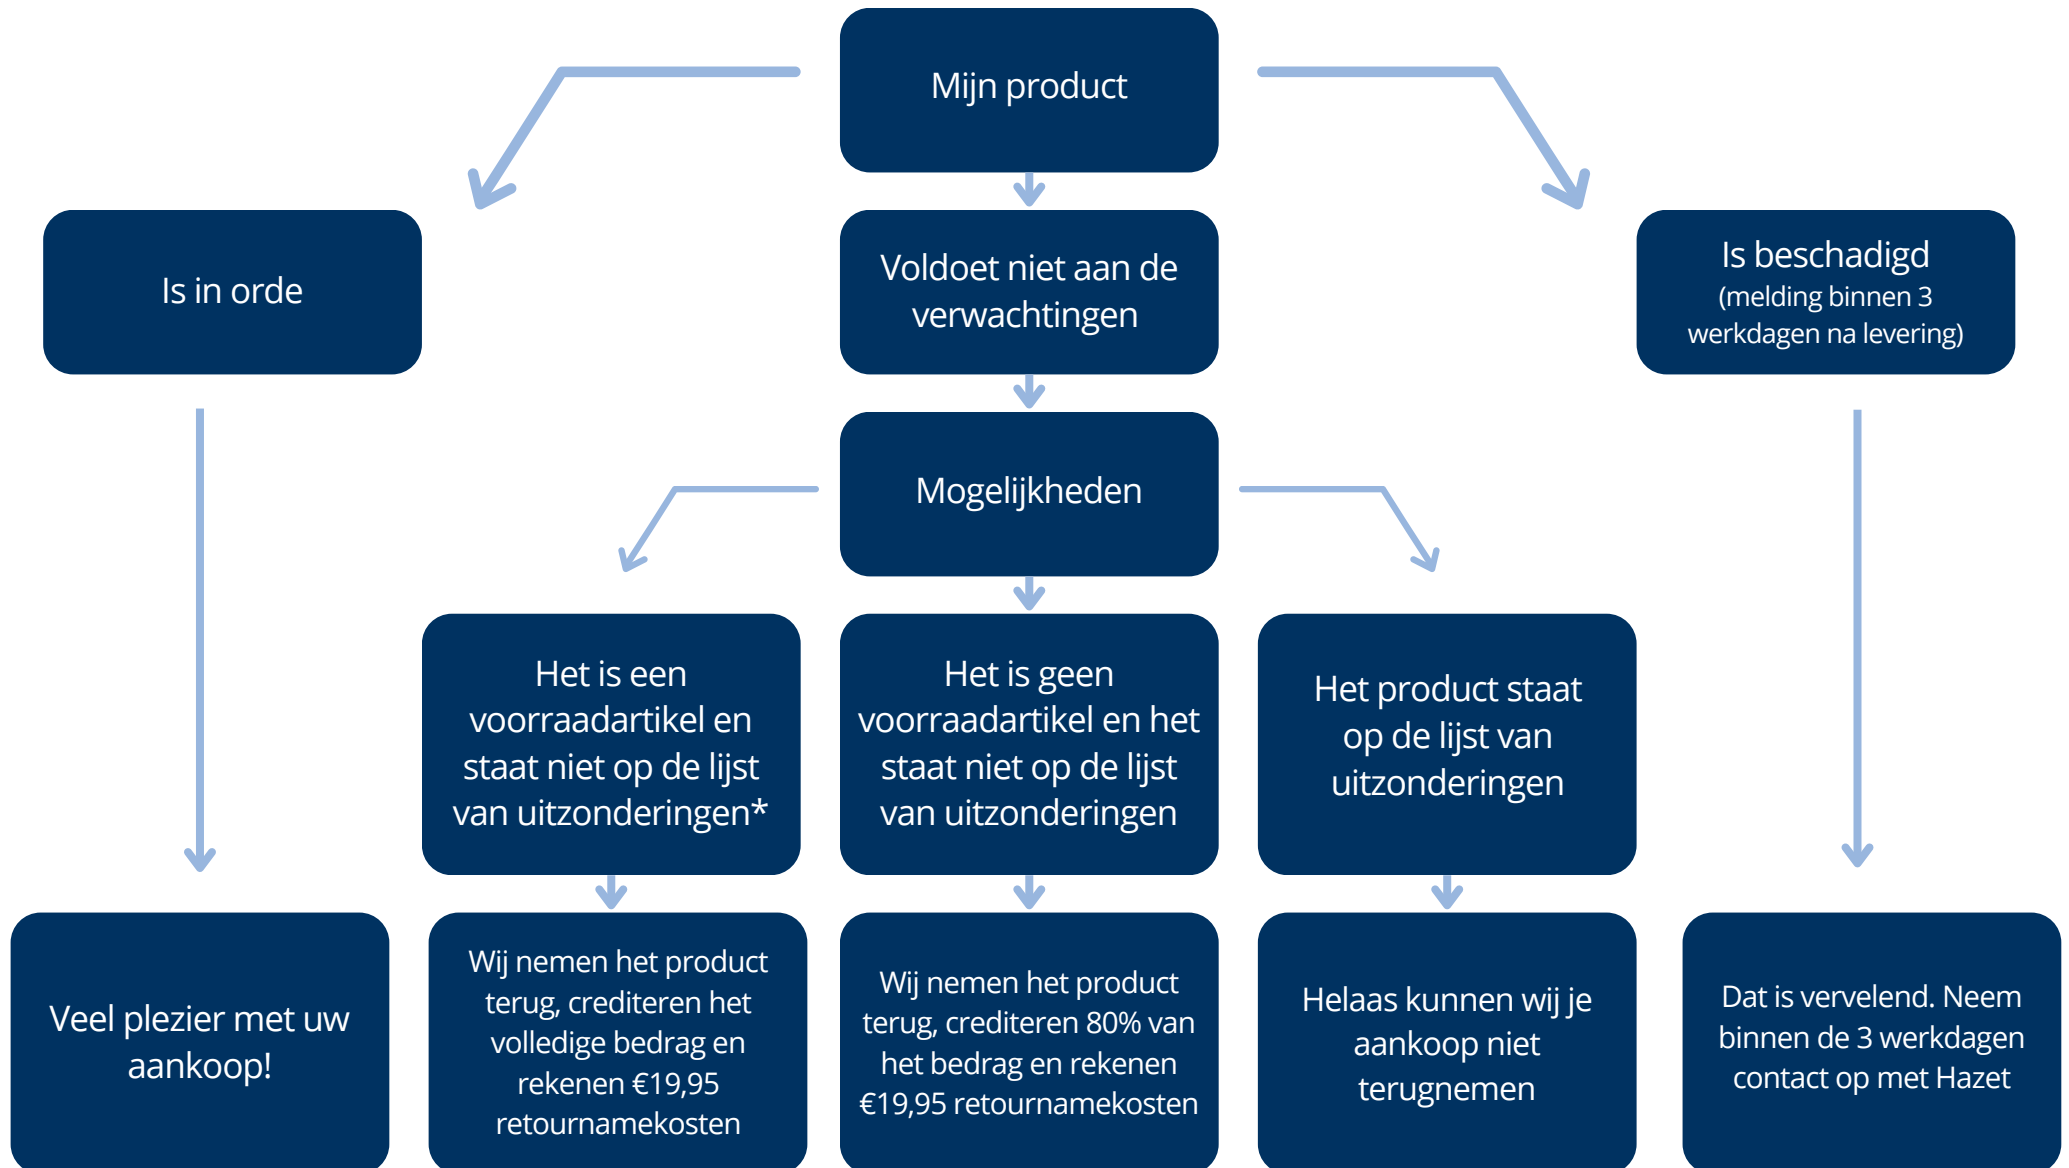 Mijn product
Is in orde
Voldoet niet aan de
verwachtingen
Is beschadigd
(melding binnen 3
werkdagen na levering)
Mogelijkheden
Het is een
voorraadartikel en
staat niet op de lijst
van uitzonderingen*
Het is geen
voorraadartikel en het
staat niet op de lijst
van uitzonderingen
Het product staat
op de lijst van
uitzonderingen
Veel plezier met uw
aankoop!
Wij nemen het product
terug, crediteren het
volledige bedrag en
rekenen €19,95
retournamekosten
Wij nemen het product
terug, crediteren 80% van
het bedrag en rekenen
€19,95 retournamekosten
Helaas kunnen wij je
aankoop niet
terugnemen
Dat is vervelend. Neem
binnen de 3 werkdagen
contact op met Hazet